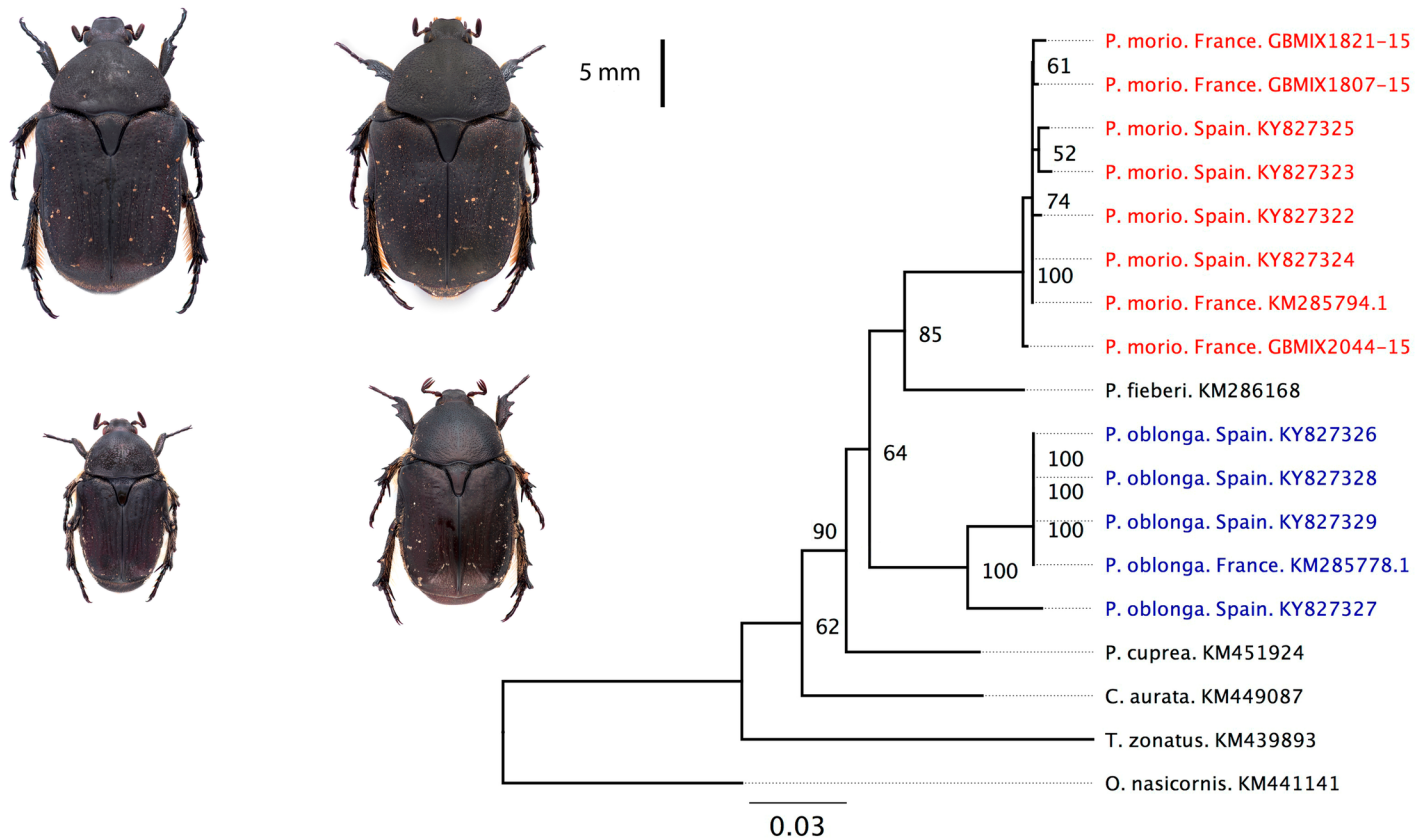 5 mm
P. morio. France. GBMIX1821-15
61
P. morio. France. GBMIX1807-15
P. morio. Spain. KY827325
52
P. morio. Spain. KY827323
74
P. morio. Spain. KY827322
P. morio. Spain. KY827324
100
P. morio. France. KM285794.1
85
P. morio. France. GBMIX2044-15
P. fieberi. KM286168
P. oblonga. Spain. KY827326
64
100
P. oblonga. Spain. KY827328
100
P. oblonga. Spain. KY827329
90
100
P. oblonga. France. KM285778.1
100
P. oblonga. Spain. KY827327
62
P. cuprea. KM451924
C. aurata. KM449087
T. zonatus. KM439893
O. nasicornis. KM441141
0.03